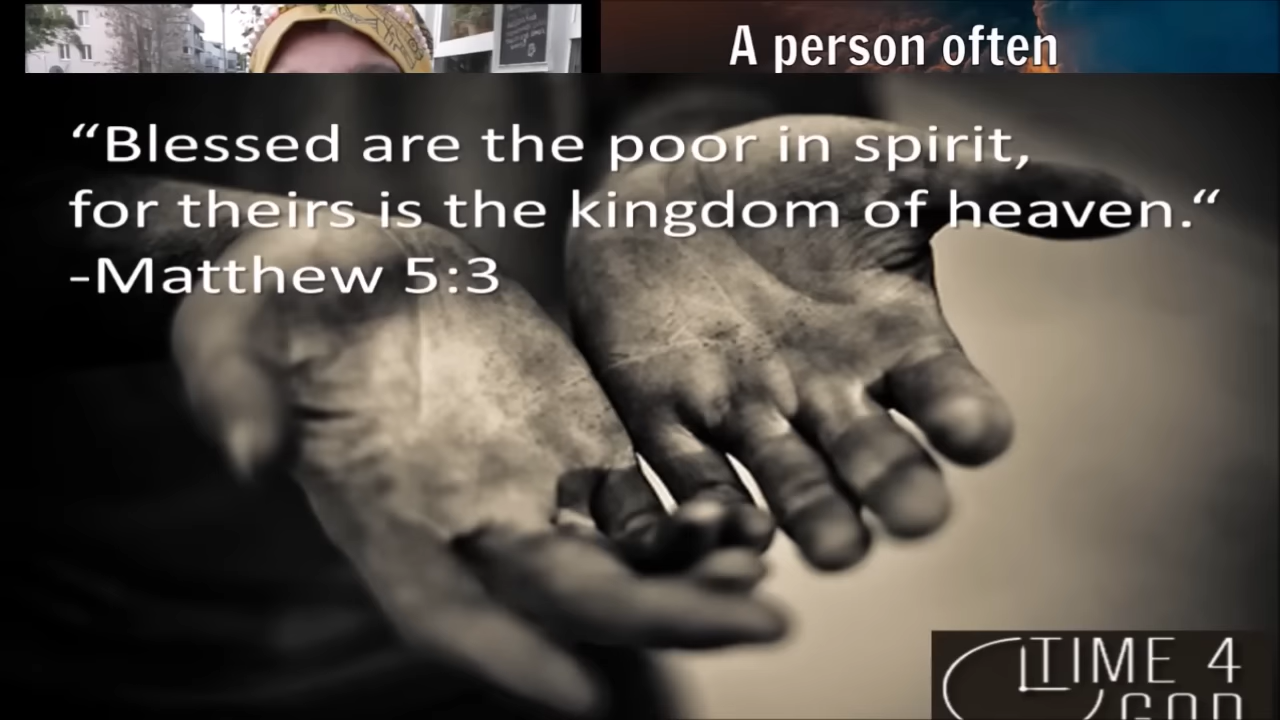 A person often
“Blessed are the poor in spirit,
for theirs is the kingdom of heaven.“
-Matthew 5:3
TIME 4
GOD